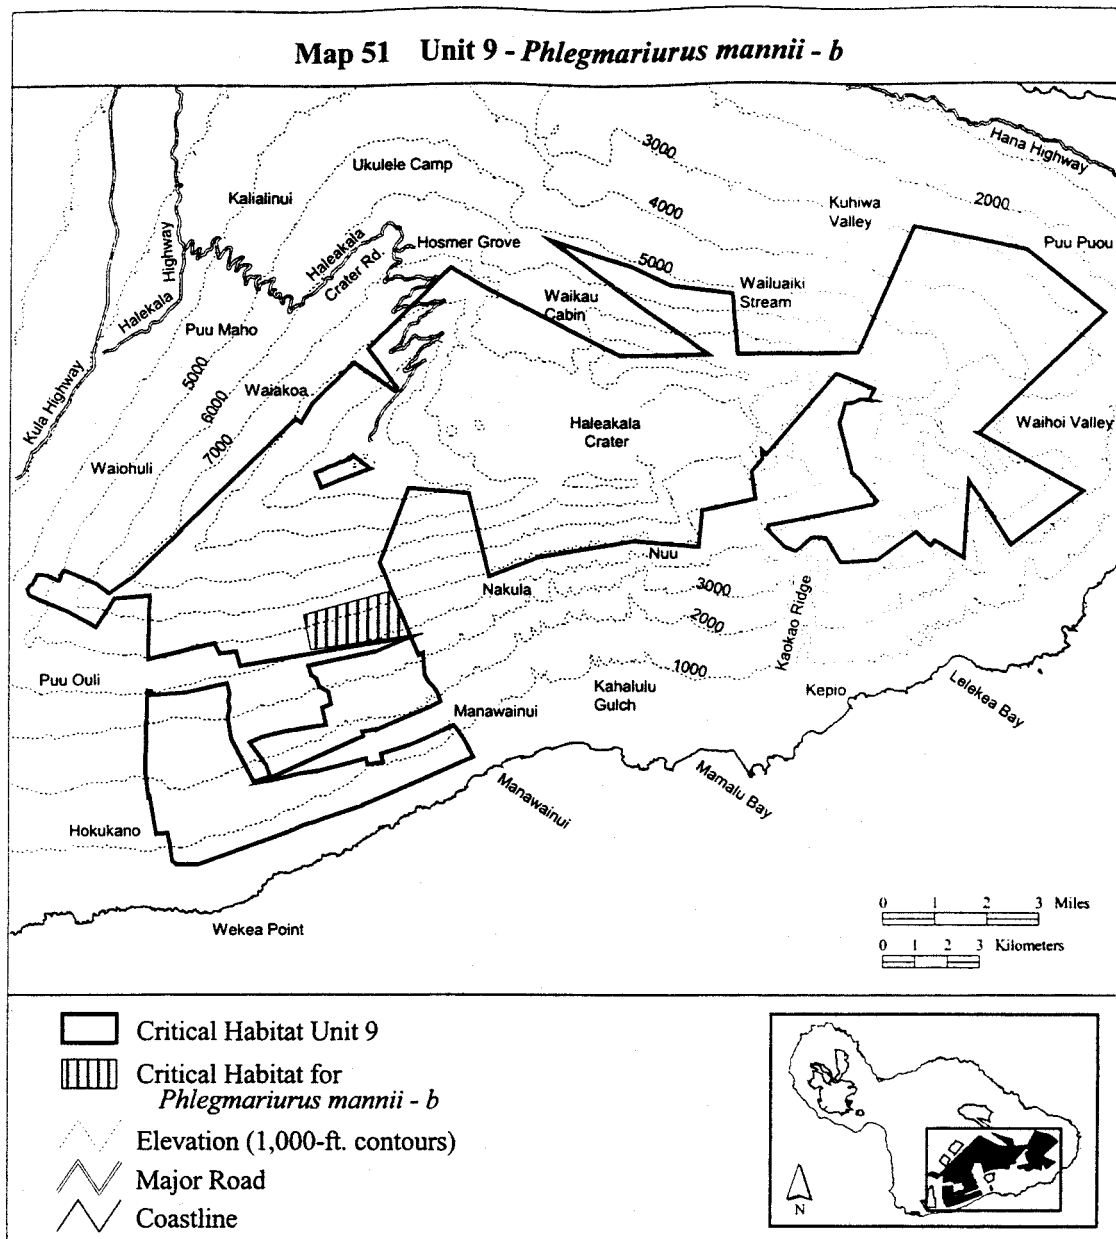 Map 51 Unit 9 - Phlegmariurus mannii - b
Hana Highway
3000
Ukulele Camp
Kalialinui
2000
4000
Kuhiwa
Valley
Haleakala
Crater Rd.
Hosmer Grove
Puu Puou
Halekala
Highway
5000
Wailuaiki
Stream
Waikau
Cabin
Puu Maho
5000
6000
7000
Kula Highway
Waiakoa
Haleakala
Crater
Waihoi Valley
Waiohuli
Nuu
Nakula
3000
2000
1000
Kaokao Ridge
Puu Ouli
Kahalulu
Gulch
Kepio
Lelekea Bay
Manawainui
Manawainui
Mamalu Bay
Hokukano
Wekea Point
0 1 2 3 Miles
0 1 2 3 Kilometers
Critical Habitat Unit 9
Critical Habitat for
Phlegmariurus mannii - b
Elevation (1,000-ft. contours)
Major Road
Coastline
N